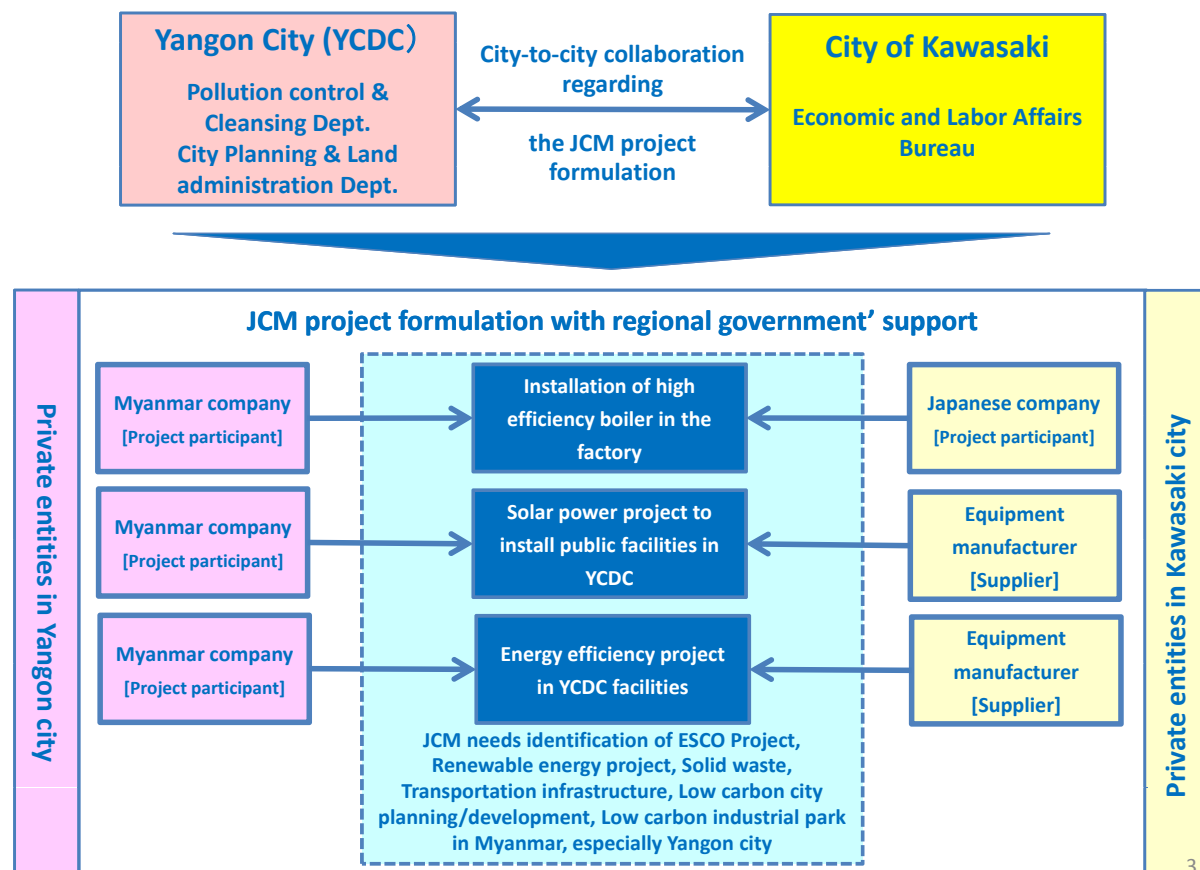 Yangon City (YCDC）
Pollution control &
Cleansing Dept.
City Planning & Land
administration Dept.
City-to-city collaboration
regarding
the JCM project
formulation
City of Kawasaki
Economic and Labor Affairs
Bureau
Private entities in Yangon city
JCM project formulation with regional government’ support
Myanmar company
[Project participant]
Installation of high
efficiency boiler in the
factory
Japanese company
[Project participant]
Myanmar company
[Project participant]
Solar power project to
install public facilities in
YCDC
Equipment
manufacturer
[Supplier]
Myanmar company
[Project participant]
Energy efficiency project
in YCDC facilities
Equipment
manufacturer
[Supplier]
JCM needs identification of ESCO Project,
Renewable energy project, Solid waste,
Transportation infrastructure, Low carbon city
planning/development, Low carbon industrial park
in Myanmar, especially Yangon city
Private entities in Kawasaki city
3